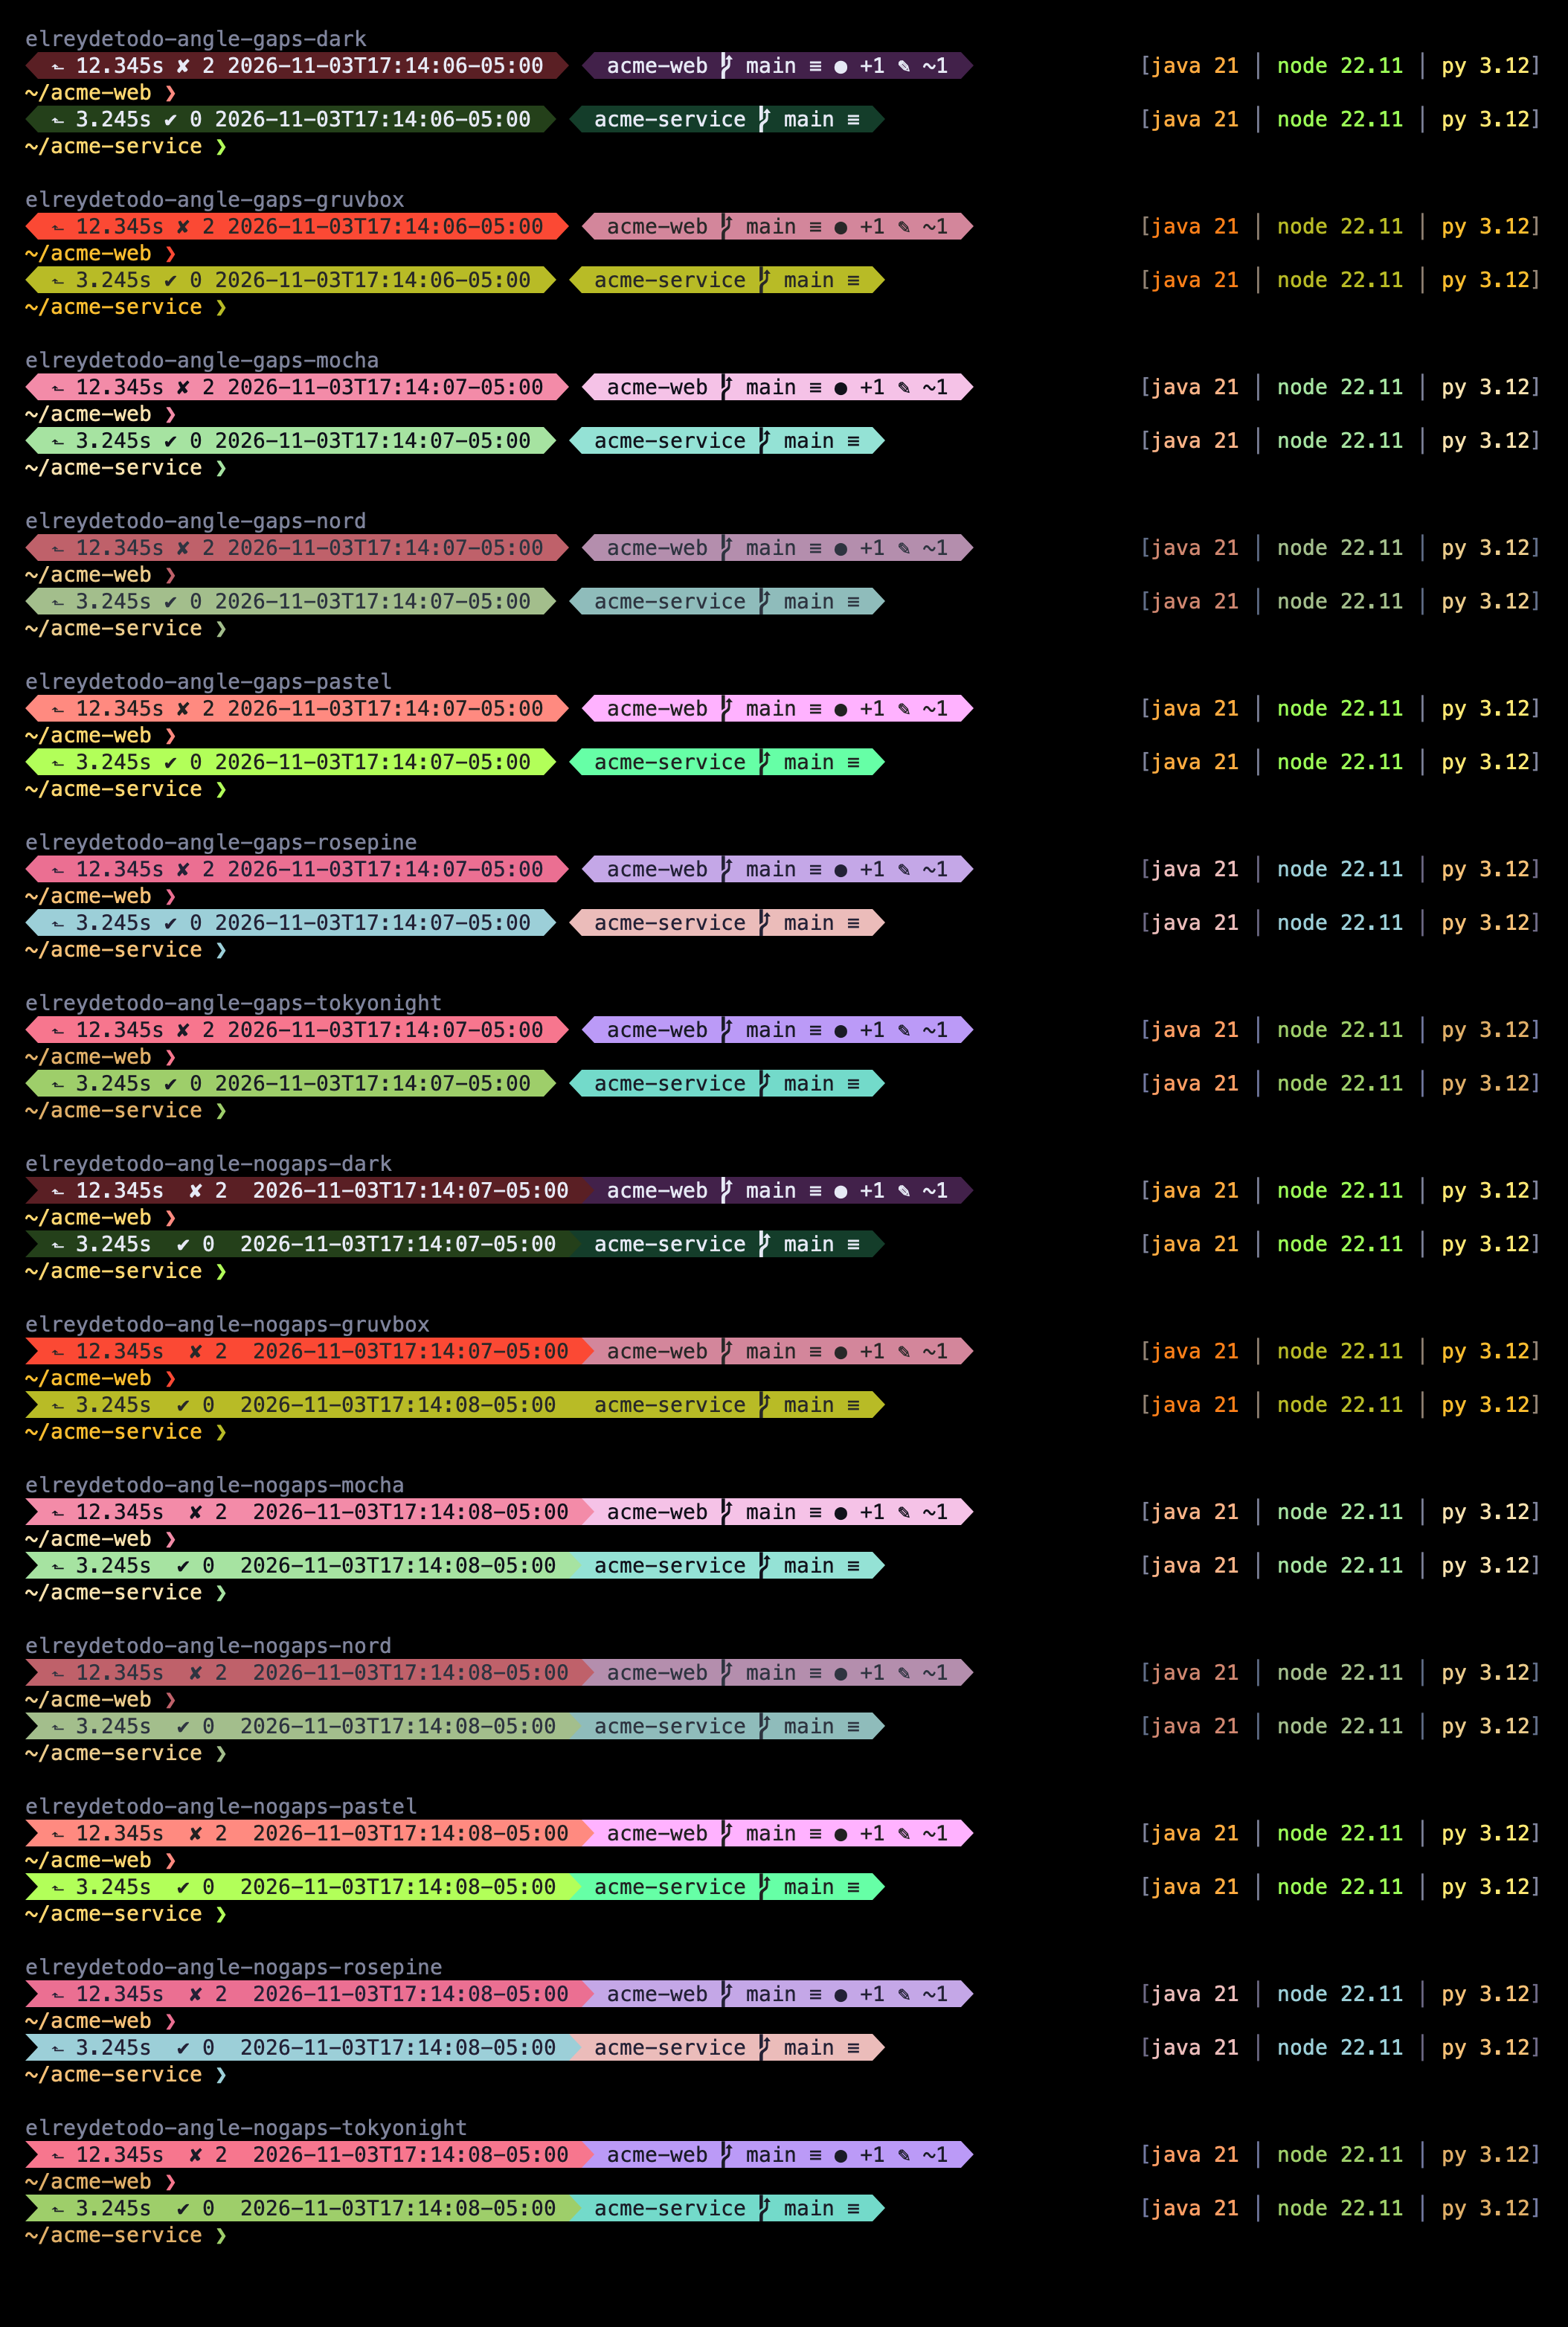 elreydetodo-angle-gaps-dark
⬑ 12.345s ✘ 2 2026-11-03T17:14:06-05:00 acme-web  main ≡ ● +1 ✎ ~1 [java 21 │ node 22.11 │ py 3.12]
~/acme-web ❯
⬑ 3.245s ✔ 0 2026-11-03T17:14:06-05:00 acme-service  main ≡ [java 21 │ node 22.11 │ py 3.12]
~/acme-service ❯
elreydetodo-angle-gaps-gruvbox
⬑ 12.345s ✘ 2 2026-11-03T17:14:06-05:00 acme-web  main ≡ ● +1 ✎ ~1 [java 21 │ node 22.11 │ py 3.12]
~/acme-web ❯
⬑ 3.245s ✔ 0 2026-11-03T17:14:06-05:00 acme-service  main ≡ [java 21 │ node 22.11 │ py 3.12]
~/acme-service ❯
elreydetodo-angle-gaps-mocha
⬑ 12.345s ✘ 2 2026-11-03T17:14:07-05:00 acme-web  main ≡ ● +1 ✎ ~1 [java 21 │ node 22.11 │ py 3.12]
~/acme-web ❯
⬑ 3.245s ✔ 0 2026-11-03T17:14:07-05:00 acme-service  main ≡ [java 21 │ node 22.11 │ py 3.12]
~/acme-service ❯
elreydetodo-angle-gaps-nord
⬑ 12.345s ✘ 2 2026-11-03T17:14:07-05:00 acme-web  main ≡ ● +1 ✎ ~1 [java 21 │ node 22.11 │ py 3.12]
~/acme-web ❯
⬑ 3.245s ✔ 0 2026-11-03T17:14:07-05:00 acme-service  main ≡ [java 21 │ node 22.11 │ py 3.12]
~/acme-service ❯
elreydetodo-angle-gaps-pastel
⬑ 12.345s ✘ 2 2026-11-03T17:14:07-05:00 acme-web  main ≡ ● +1 ✎ ~1 [java 21 │ node 22.11 │ py 3.12]
~/acme-web ❯
⬑ 3.245s ✔ 0 2026-11-03T17:14:07-05:00 acme-service  main ≡ [java 21 │ node 22.11 │ py 3.12]
~/acme-service ❯
elreydetodo-angle-gaps-rosepine
⬑ 12.345s ✘ 2 2026-11-03T17:14:07-05:00 acme-web  main ≡ ● +1 ✎ ~1 [java 21 │ node 22.11 │ py 3.12]
~/acme-web ❯
⬑ 3.245s ✔ 0 2026-11-03T17:14:07-05:00 acme-service  main ≡ [java 21 │ node 22.11 │ py 3.12]
~/acme-service ❯
elreydetodo-angle-gaps-tokyonight
⬑ 12.345s ✘ 2 2026-11-03T17:14:07-05:00 acme-web  main ≡ ● +1 ✎ ~1 [java 21 │ node 22.11 │ py 3.12]
~/acme-web ❯
⬑ 3.245s ✔ 0 2026-11-03T17:14:07-05:00 acme-service  main ≡ [java 21 │ node 22.11 │ py 3.12]
~/acme-service ❯
elreydetodo-angle-nogaps-dark
⬑ 12.345s ✘ 2 2026-11-03T17:14:07-05:00 acme-web  main ≡ ● +1 ✎ ~1 [java 21 │ node 22.11 │ py 3.12]
~/acme-web ❯
⬑ 3.245s ✔ 0 2026-11-03T17:14:07-05:00 acme-service  main ≡ [java 21 │ node 22.11 │ py 3.12]
~/acme-service ❯
elreydetodo-angle-nogaps-gruvbox
⬑ 12.345s ✘ 2 2026-11-03T17:14:07-05:00 acme-web  main ≡ ● +1 ✎ ~1 [java 21 │ node 22.11 │ py 3.12]
~/acme-web ❯
⬑ 3.245s ✔ 0 2026-11-03T17:14:08-05:00 acme-service  main ≡ [java 21 │ node 22.11 │ py 3.12]
~/acme-service ❯
elreydetodo-angle-nogaps-mocha
⬑ 12.345s ✘ 2 2026-11-03T17:14:08-05:00 acme-web  main ≡ ● +1 ✎ ~1 [java 21 │ node 22.11 │ py 3.12]
~/acme-web ❯
⬑ 3.245s ✔ 0 2026-11-03T17:14:08-05:00 acme-service  main ≡ [java 21 │ node 22.11 │ py 3.12]
~/acme-service ❯
elreydetodo-angle-nogaps-nord
⬑ 12.345s ✘ 2 2026-11-03T17:14:08-05:00 acme-web  main ≡ ● +1 ✎ ~1 [java 21 │ node 22.11 │ py 3.12]
~/acme-web ❯
⬑ 3.245s ✔ 0 2026-11-03T17:14:08-05:00 acme-service  main ≡ [java 21 │ node 22.11 │ py 3.12]
~/acme-service ❯
elreydetodo-angle-nogaps-pastel
⬑ 12.345s ✘ 2 2026-11-03T17:14:08-05:00 acme-web  main ≡ ● +1 ✎ ~1 [java 21 │ node 22.11 │ py 3.12]
~/acme-web ❯
⬑ 3.245s ✔ 0 2026-11-03T17:14:08-05:00 acme-service  main ≡ [java 21 │ node 22.11 │ py 3.12]
~/acme-service ❯
elreydetodo-angle-nogaps-rosepine
⬑ 12.345s ✘ 2 2026-11-03T17:14:08-05:00 acme-web  main ≡ ● +1 ✎ ~1 [java 21 │ node 22.11 │ py 3.12]
~/acme-web ❯
⬑ 3.245s ✔ 0 2026-11-03T17:14:08-05:00 acme-service  main ≡ [java 21 │ node 22.11 │ py 3.12]
~/acme-service ❯
elreydetodo-angle-nogaps-tokyonight
⬑ 12.345s ✘ 2 2026-11-03T17:14:08-05:00 acme-web  main ≡ ● +1 ✎ ~1 [java 21 │ node 22.11 │ py 3.12]
~/acme-web ❯
⬑ 3.245s ✔ 0 2026-11-03T17:14:08-05:00 acme-service  main ≡ [java 21 │ node 22.11 │ py 3.12]
~/acme-service ❯